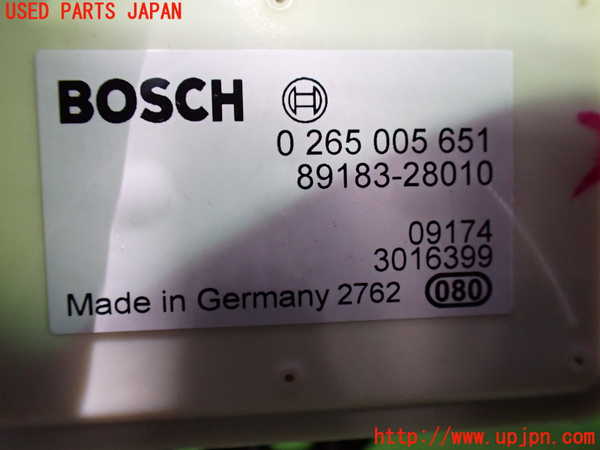 USED PARTS JAPAN
BOSCH
0 265 005 651
89183-28010
09174
3016399
Made in Germany 2762 080
http://www.upjpn.com/